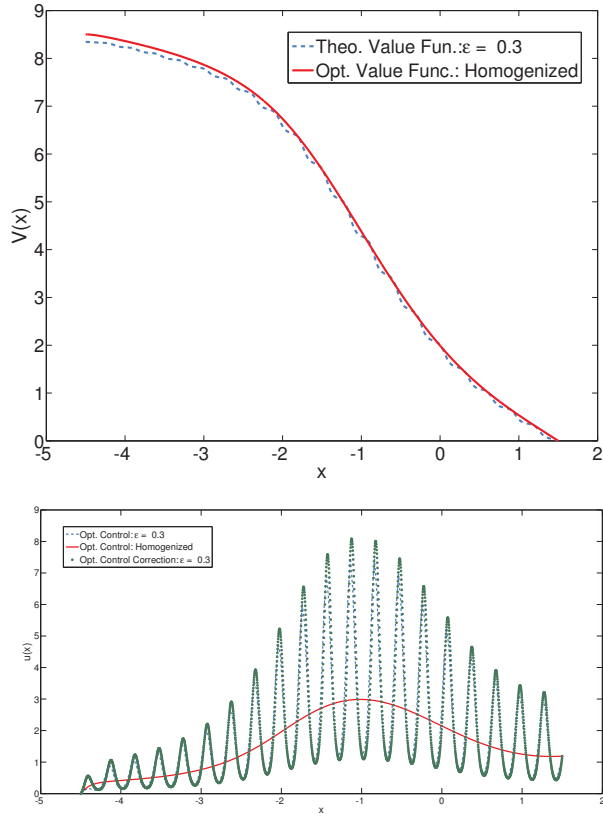 9
8
7
6
5
4
3
2
1
0
V(x)
Theo. Value Fun.:ε = 0.3
Opt. Value Func.: Homogenized
-5 -4 -3 -2 -1 0 1 2
x
9
8
7
6
5
4
3
2
1
0
u(x)
Opt. Control: ε = 0.3
Opt. Control: Homogenized
Opt. Control Correction: ε = 0.3
-5 -4 -3 -2 -1 0 1 2
x